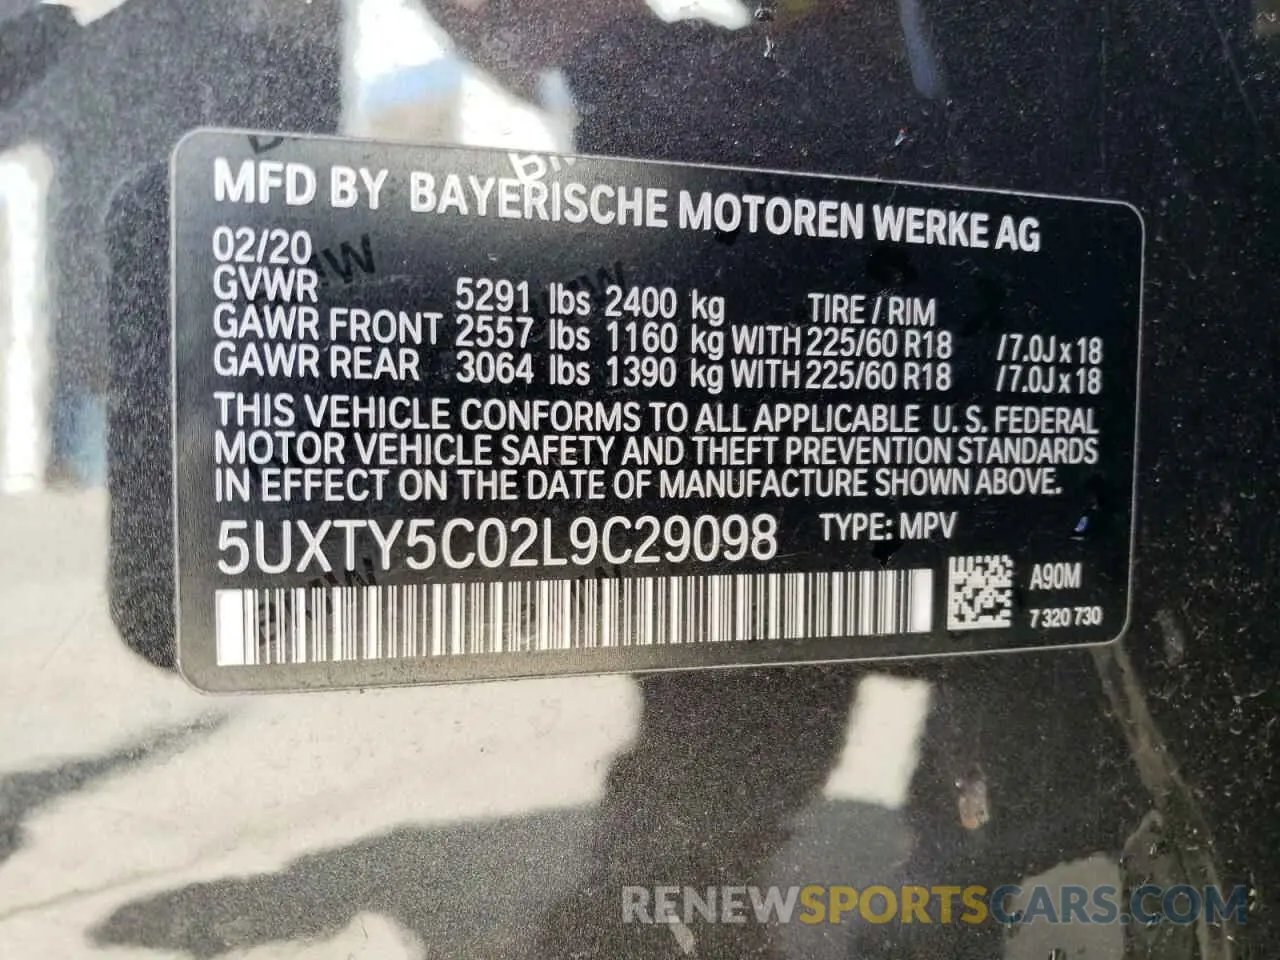 MFD BY BAYERISCHE MOTOREN WERKE AG
02/20
GVWR 5291 lbs 2400 kg TIRE / RIM
GAWR FRONT 2557 lbs 1160 kg WITH 225/60 R18 /7.0J x 18
GAWR REAR 3064 lbs 1390 kg WITH 225/60 R18 /7.0J x 18
THIS VEHICLE CONFORMS TO ALL APPLICABLE U. S. FEDERAL
MOTOR VEHICLE SAFETY AND THEFT PREVENTION STANDARDS
IN EFFECT ON THE DATE OF MANUFACTURE SHOWN ABOVE.
5UXTY5C02L9C29098 TYPE: MPV
A90M
7 320 730
RENEWSPORTSCARS.COM